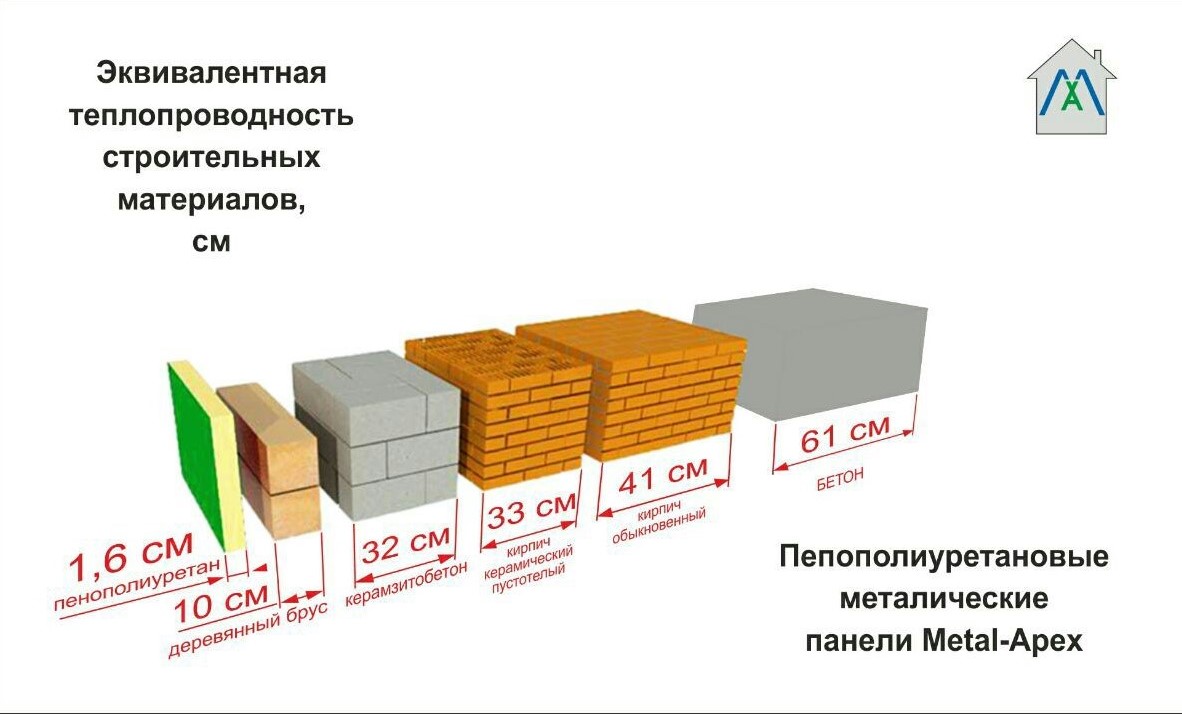 Эквивалентная
теплопроводность
строительных
материалов,
см
1,6 см
пенополиуретан
10 см
деревянный брус
32 см
керамзитобетон
33 см
кирпич
керамический
пустотелый
41 см
кирпич
обыкновенный
61 см
БЕТОН
Пепополиуретановые
металические
панели Metal-Apex